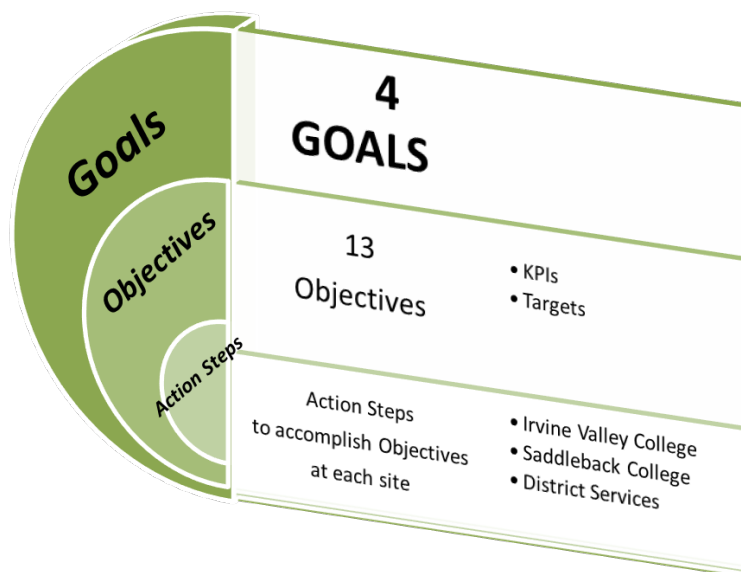 Goals
4
GOALS
Objectives
13
Objectives
• KPIs
• Targets
Action Steps
Action Steps
to accomplish Objectives
at each site
• Irvine Valley College
• Saddleback College
• District Services